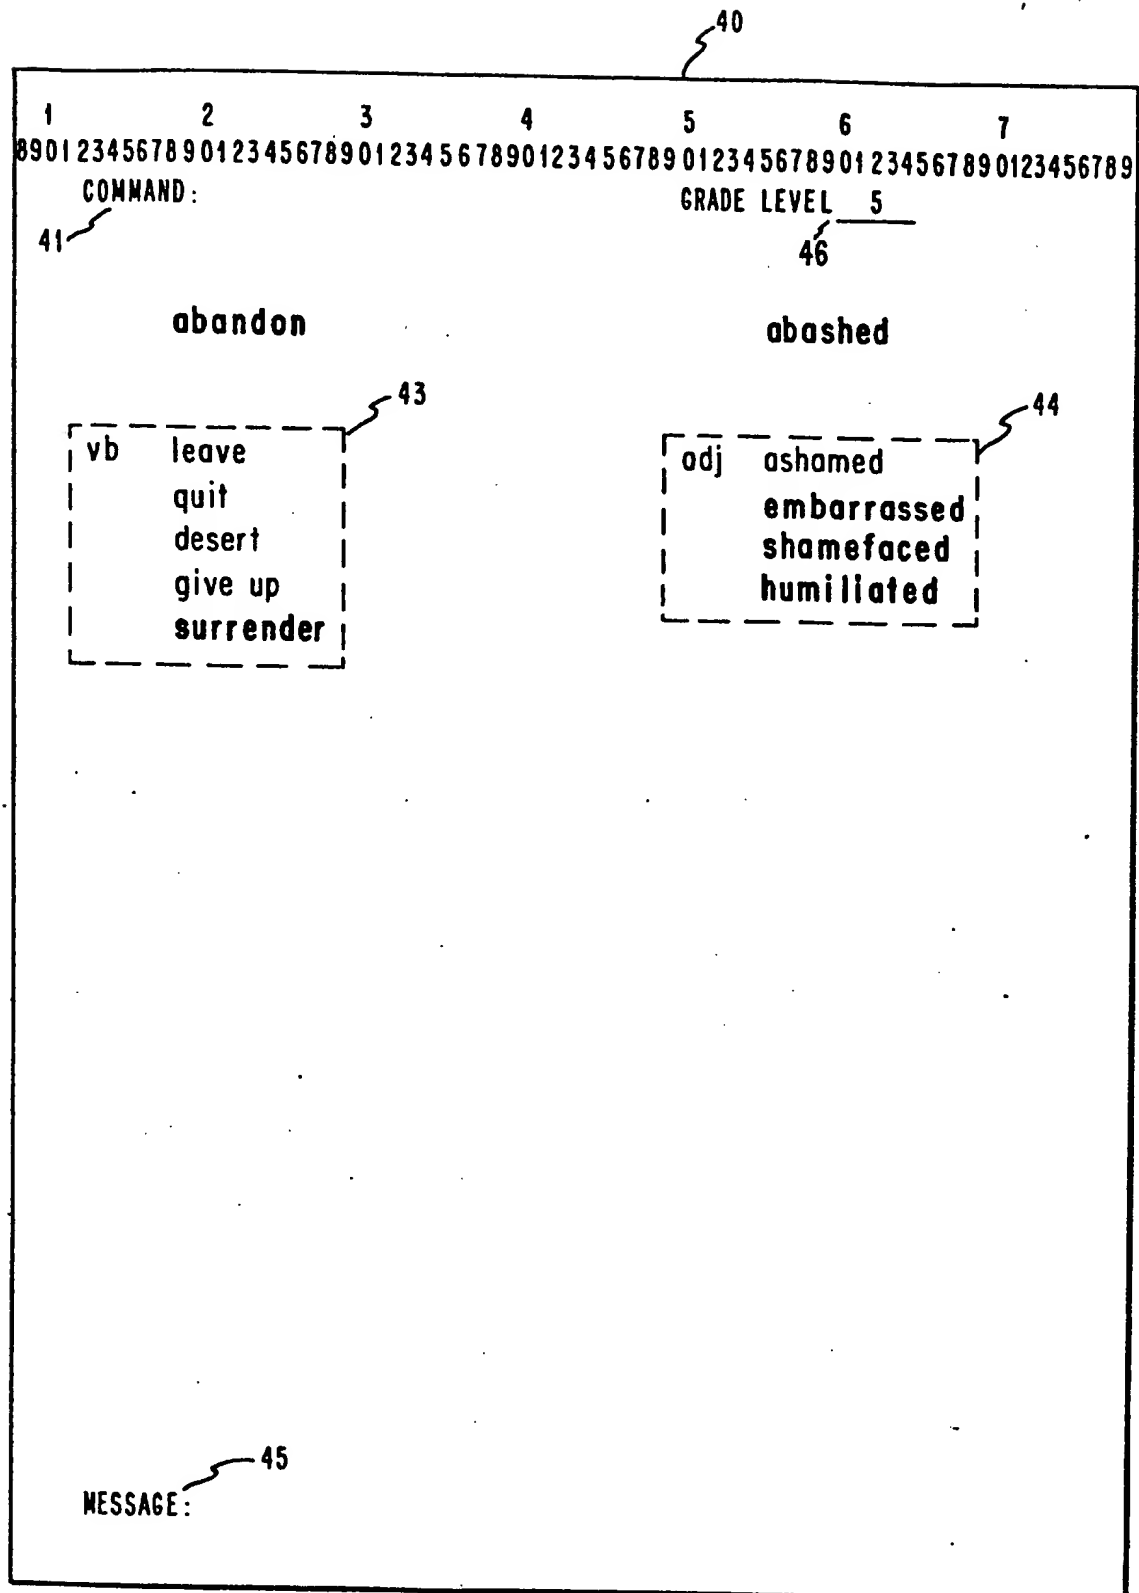 40
1 2 3 4 5 6 7
8901234567890123456789012345678901234567890123456789012345678901234567890123456789
COMMAND: GRADE LEVEL 5
41 46
abandon abashed
43 44
vb leave adj ashamed
quit embarrassed
desert shamefaced
give up humiliated
surrender
45
MESSAGE: